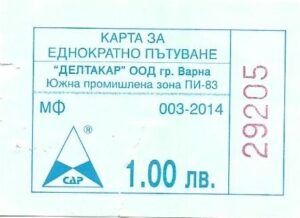 КАРТА ЗА
ЕДНОКРАТНО ПЪТУВАНЕ
"ДЕЛТАКАР" ООД гр. Варна
Южна промишлена зона ПИ-83
МФ 003-2014
®
CAP
1.00 лв.
29205